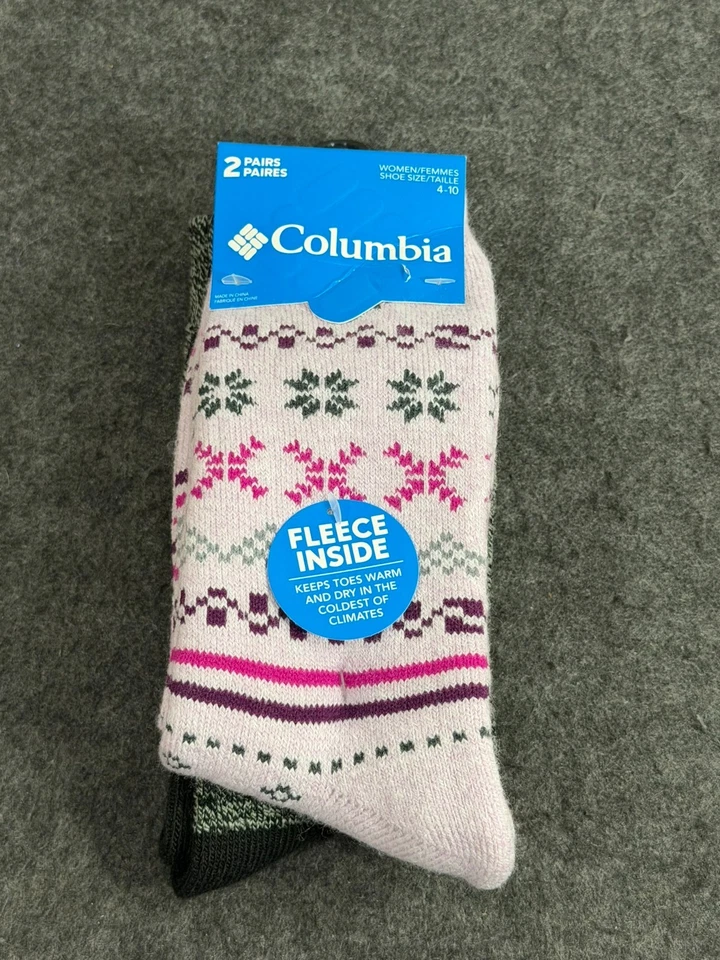 2 PAIRS
PAIRES
WOMEN/FEMMES
SHOE SIZE/TAILLE
4-10
Columbia
MADE IN CHINA
FABRIQUÉ EN CHINE
FLEECE
INSIDE
KEEPS TOES WARM
AND DRY IN THE
COLDEST OF
CLIMATES